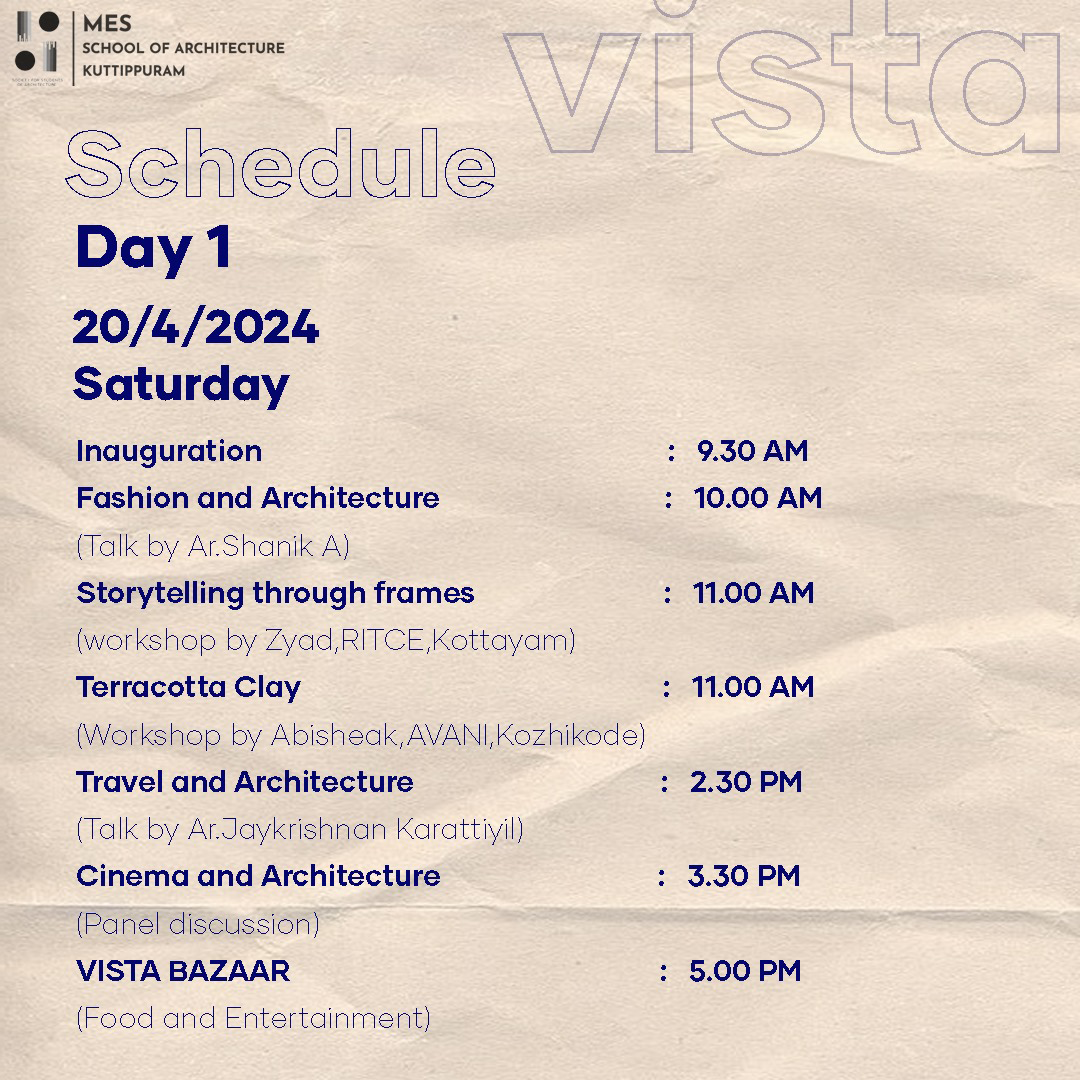 MES
SCHOOL OF ARCHITECTURE
KUTTIPPURAM
vista
Schedule
Day 1
20/4/2024
Saturday
Inauguration : 9.30 AM
Fashion and Architecture : 10.00 AM
(Talk by Ar.Shanik A)
Storytelling through frames : 11.00 AM
(workshop by Zyad,RITCE,Kottayam)
Terracotta Clay : 11.00 AM
(Workshop by Abisheak,AVANI,Kozhikode)
Travel and Architecture : 2.30 PM
(Talk by Ar.Jaykrishnan Karattiyil)
Cinema and Architecture : 3.30 PM
(Panel discussion)
VISTA BAZAAR : 5.00 PM
(Food and Entertainment)